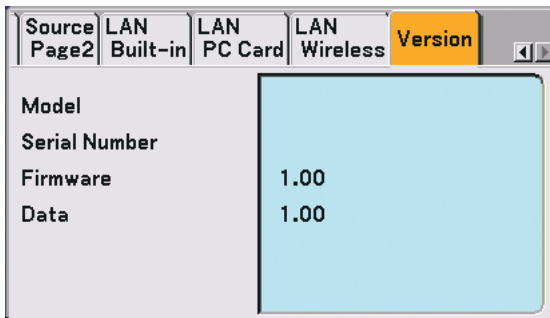 Source LAN LAN LAN Version
Page2 Built-in PC Card Wireless
Model
Serial Number
Firmware 1.00
Data 1.00